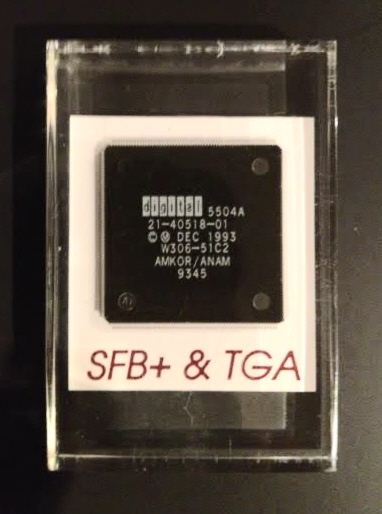 digital 5504A
21-40518-01
© Ⓜ DEC 1993
W306-51C2
AMKOR/ANAM
9345
SFB+ & TGA